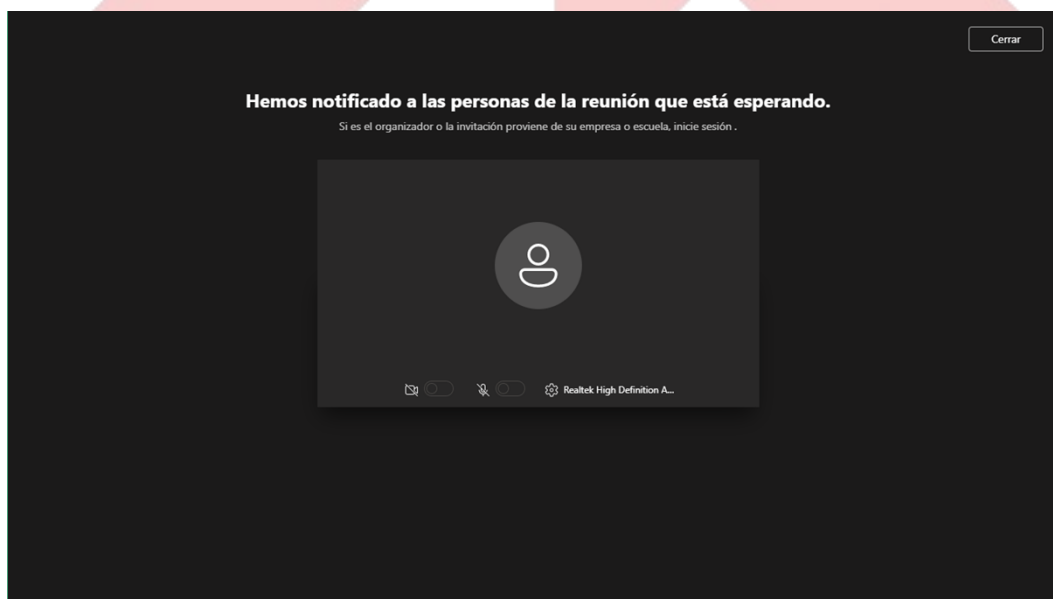 Cerrar
Hemos notificado a las personas de la reunión que está esperando.
Si es el organizador o la invitación proviene de su empresa o escuela, inicie sesión .
Realtek High Definition A...